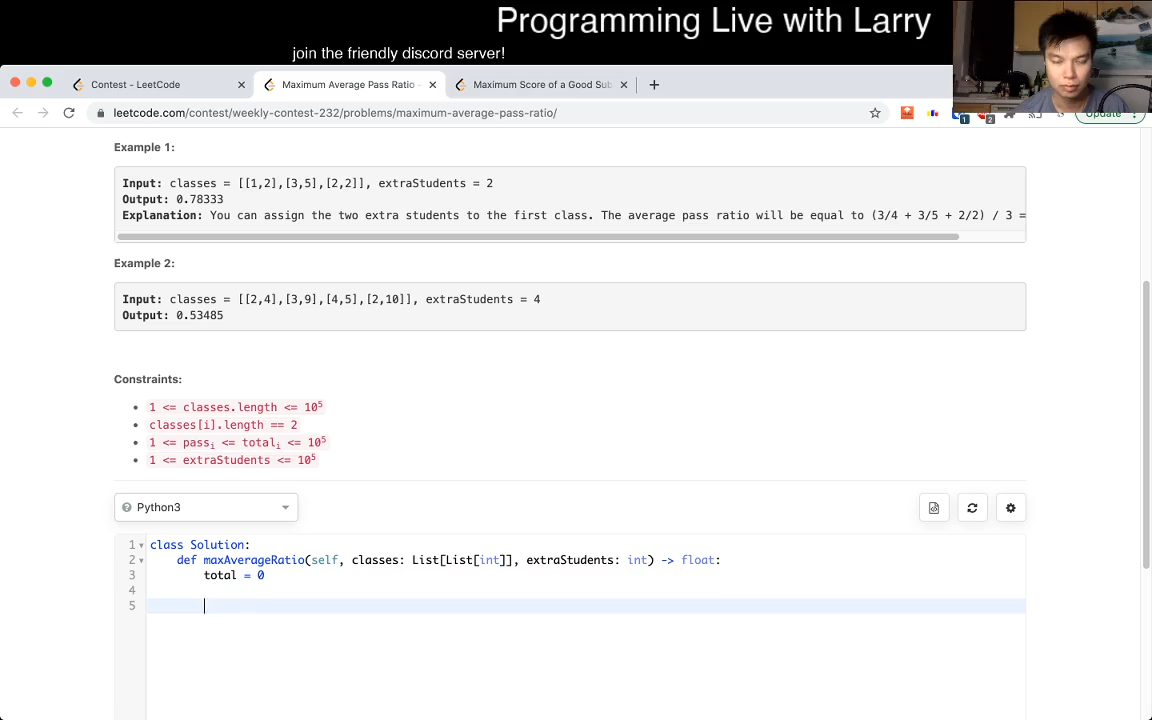 Programming Live with Larry
join the friendly discord server!
Contest - LeetCode
Maximum Average Pass Ratio -
Maximum Score of a Good Sub
leetcode.com/contest/weekly-contest-232/problems/maximum-average-pass-ratio/
Update
Example 1:
Input: classes = [[1,2],[3,5],[2,2]], extraStudents = 2
Output: 0.78333
Explanation: You can assign the two extra students to the first class. The average pass ratio will be equal to (3/4 + 3/5 + 2/2) / 3 =
Example 2:
Input: classes = [[2,4],[3,9],[4,5],[2,10]], extraStudents = 4
Output: 0.53485
Constraints:
• 1 <= classes.length <= 10⁵
• classes[i].length == 2
• 1 <= passᵢ <= totalᵢ <= 10⁵
• 1 <= extraStudents <= 10⁵
Python3
1 class Solution:
2 def maxAverageRatio(self, classes: List[List[int]], extraStudents: int) -> float:
3 total = 0
4
5